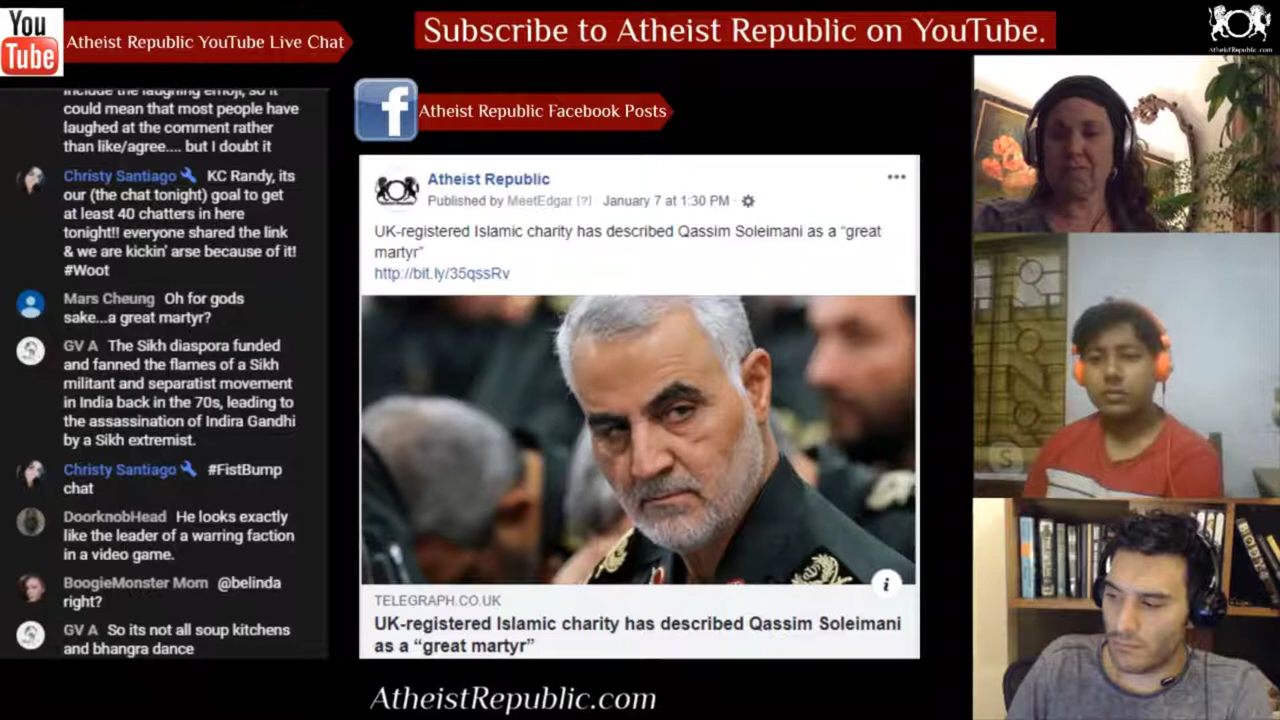 You
Tube
Atheist Republic YouTube Live Chat
Subscribe to Atheist Republic on YouTube.
AtheistRepublic.com
include the laughing emoji, so it
could mean that most people have
laughed at the comment rather
than like/agree.... but I doubt it
Christy Santiago KC Randy, its
our (the chat tonight) goal to get
at least 40 chatters in here
tonight!! everyone shared the link
& we are kickin' arse because of it!
#Woot
Mars Cheung Oh for gods
sake...a great martyr?
GV A The Sikh diaspora funded
and fanned the flames of a Sikh
militant and separatist movement
in India back in the 70s, leading to
the assassination of Indira Gandhi
by a Sikh extremist.
Christy Santiago #FistBump
chat
DoorknobHead He looks exactly
like the leader of a warring faction
in a video game.
BoogieMonster Mom @belinda
right?
GV A So its not all soup kitchens
and bhangra dance
f
Atheist Republic Facebook Posts
Atheist Republic
Published by MeetEdgar [?] January 7 at 1:30 PM
UK-registered Islamic charity has described Qassim Soleimani as a “great
martyr”
http://bit.ly/35qssRv
i
TELEGRAPH.CO.UK
UK-registered Islamic charity has described Qassim Soleimani
as a “great martyr”
AtheistRepublic.com
S